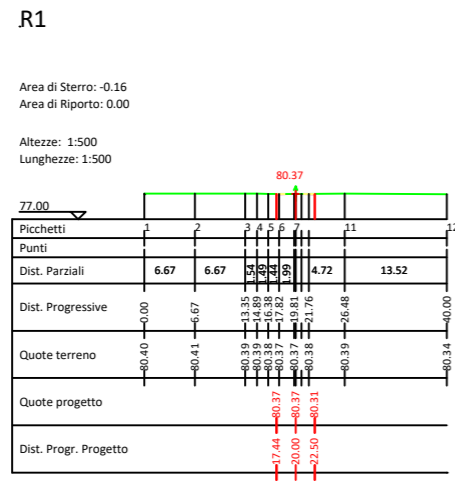 R1
Area di Sterro: -0.16
Area di Riporto: 0.00
Altezze: 1:500
Lunghezze: 1:500
80.37
77.00
Picchetti 1 2 3 4 5 6 7 11 12
Punti
Dist. Parziali 6.67 6.67 1.54 1.49 1.44 1.99 4.72 13.52
Dist. Progressive 0.00 6.67 13.35 14.89 16.38 17.82 19.81 21.76 26.48 40.00
Quote terreno 80.40 80.41 80.39 80.39 80.38 80.37 80.37 80.38 80.39 80.34
Quote progetto 80.37 80.37 80.31
Dist. Progr. Progetto 17.44 20.00 22.50